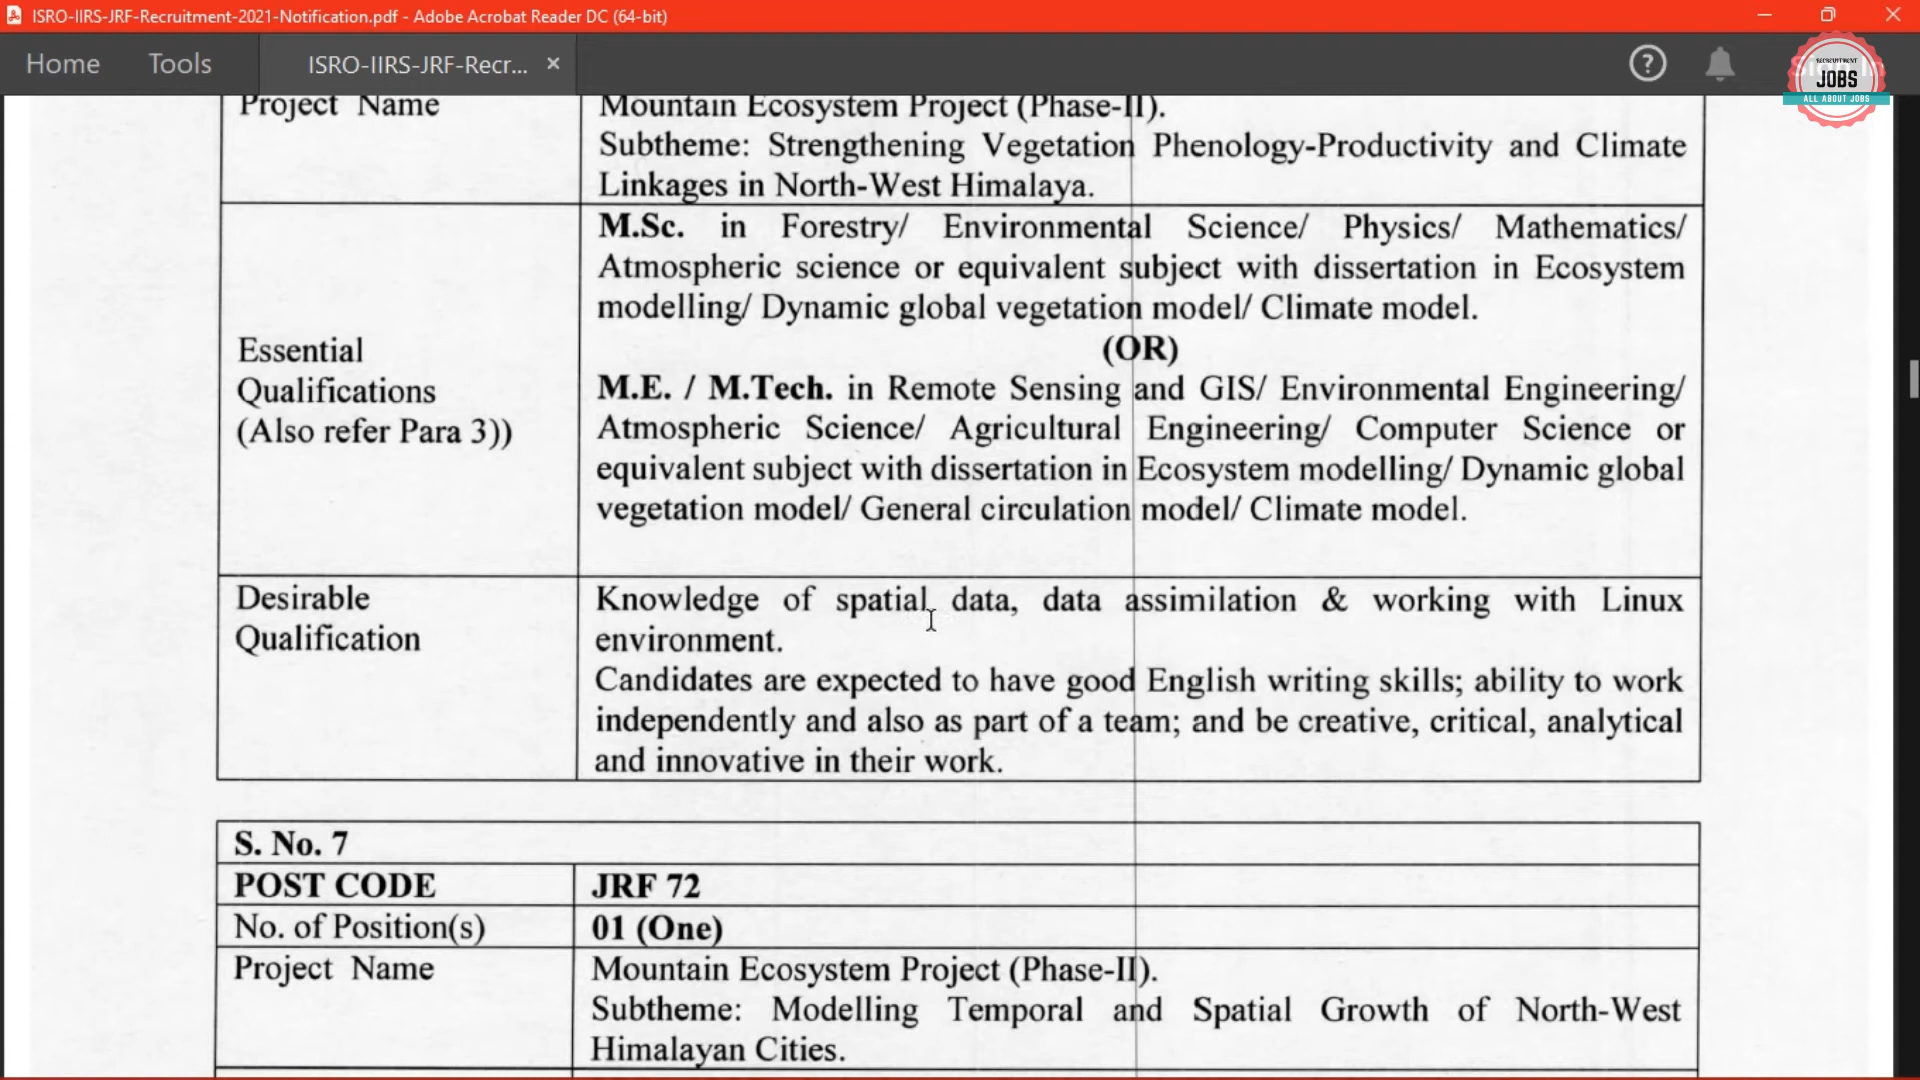 ISRO-IIRS-JRF-Recruitment-2021-Notification.pdf - Adobe Acrobat Reader DC (64-bit)
Home Tools ISRO-IIRS-JRF-Recr... ×
RECRUITMENT
JOBS
ALL ABOUT JOBS
Project Name
Mountain Ecosystem Project (Phase-II).
Subtheme: Strengthening Vegetation Phenology-Productivity and Climate
Linkages in North-West Himalaya.
Essential
Qualifications
(Also refer Para 3))
M.Sc. in Forestry/ Environmental Science/ Physics/ Mathematics/
Atmospheric science or equivalent subject with dissertation in Ecosystem
modelling/ Dynamic global vegetation model/ Climate model.
(OR)
M.E. / M.Tech. in Remote Sensing and GIS/ Environmental Engineering/
Atmospheric Science/ Agricultural Engineering/ Computer Science or
equivalent subject with dissertation in Ecosystem modelling/ Dynamic global
vegetation model/ General circulation model/ Climate model.
Desirable
Qualification
Knowledge of spatial data, data assimilation & working with Linux
environment.
Candidates are expected to have good English writing skills; ability to work
independently and also as part of a team; and be creative, critical, analytical
and innovative in their work.
S. No. 7
POST CODE JRF 72
No. of Position(s) 01 (One)
Project Name
Mountain Ecosystem Project (Phase-II).
Subtheme: Modelling Temporal and Spatial Growth of North-West
Himalayan Cities.